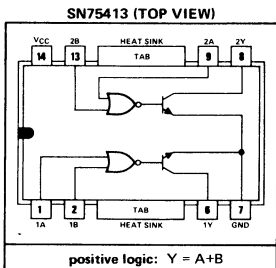 SN75413 (TOP VIEW)
VCC 2B HEAT SINK 2A 2Y
14 13 TAB 9 8
1 2 TAB 6 7
1A 1B HEAT SINK 1Y GND
positive logic: Y = A+B